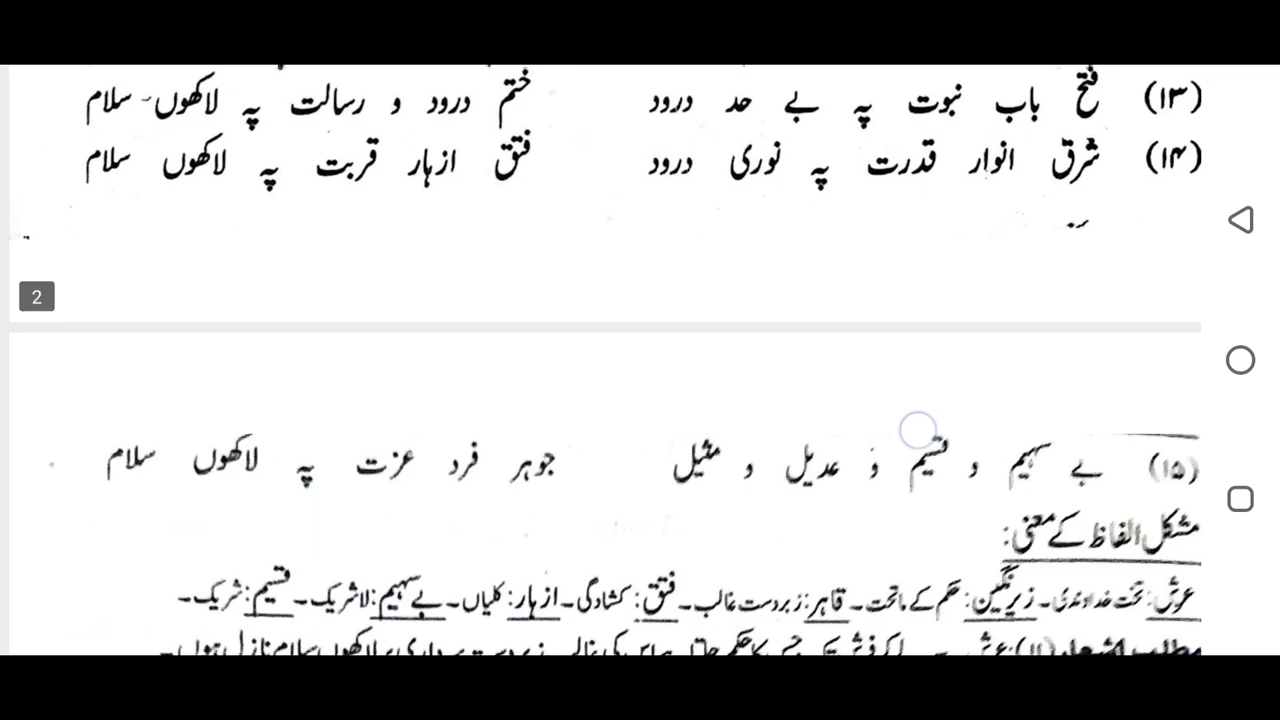 (۱۳) فتح باب نبوت پہ بے حد درود ختم درود و رسالت پہ لاکھوں سلام
(۱۴) شرق انوار قدرت پہ نوری درود فتق ازہار قربت پہ لاکھوں سلام
2
(۱۵) بے سہیم و قسیم و عدیل و مثیل جوہر فرد عزت پہ لاکھوں سلام
مشکل الفاظ کے معنی:
عرش: تخت خداوندی۔ زیرنگین: حکم کے ماتحت۔ قاہر: زبردست غالب۔ فتق: کشادگی۔ ازہار: کلیاں۔ بے سہیم: لاشریک۔ قسیم: شریک۔